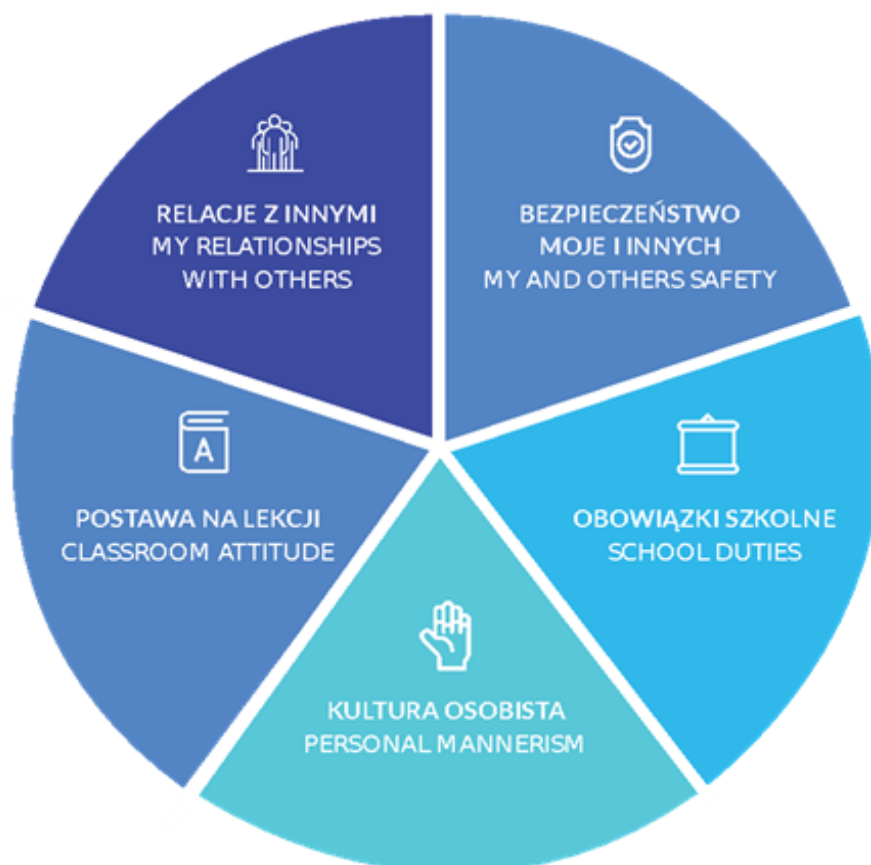 RELACJE Z INNYMI
MY RELATIONSHIPS
WITH OTHERS
BEZPIECZEŃSTWO
MOJE I INNYCH
MY AND OTHERS SAFETY
A
POSTAWA NA LEKCJI
CLASSROOM ATTITUDE
OBOWIĄZKI SZKOLNE
SCHOOL DUTIES
KULTURA OSOBISTA
PERSONAL MANNERISM